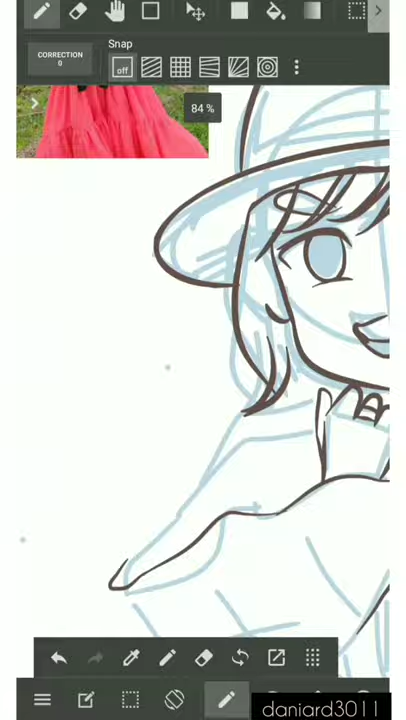 Snap
CORRECTION
0
off
84 %
daniard3011